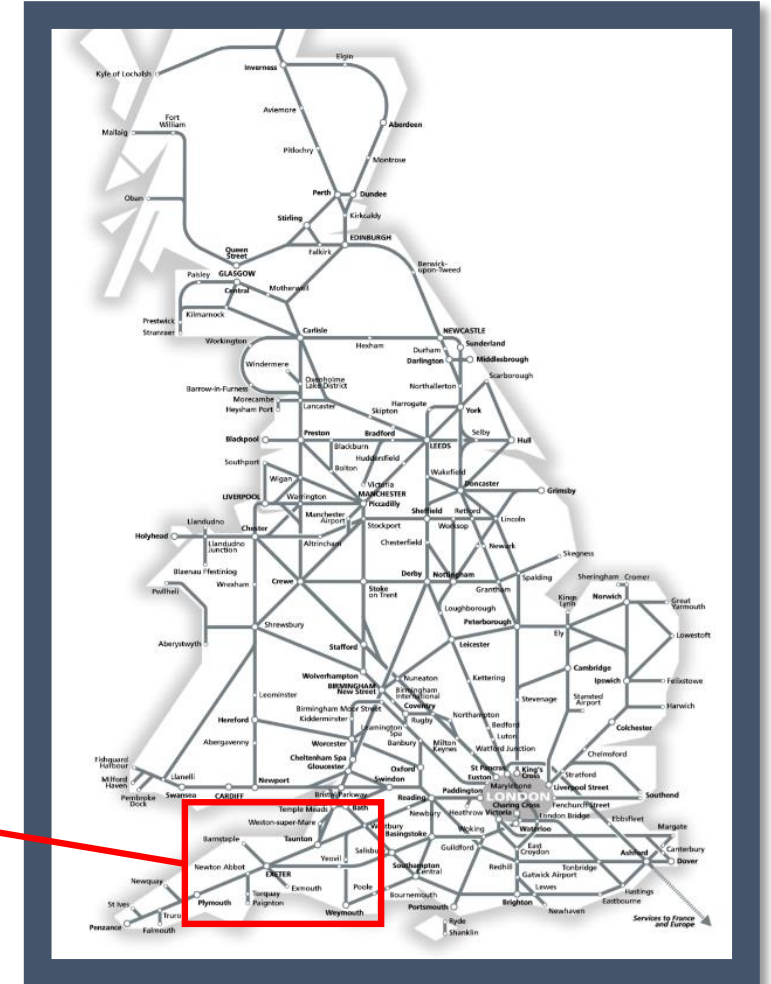 Elgin
Inverness
Kyle of Lochalsh
Aviemore
Fort
William
Mallaig
Aberdeen
Pitlochry
Montrose
Oban
Perth
Dundee
Stirling
Kirkcaldy
EDINBURGH
Queen
Street
Falkirk
Berwick-
upon-Tweed
Paisley
GLASGOW
Central
Motherwell
Prestwick
Kilmarnock
Stranraer
Carlisle
NEWCASTLE
Workington
Hexham
Sunderland
Durham
Darlington
Middlesbrough
Windermere
Scarborough
Oxenholme
Lake District
Barrow-In-Furness
Northallerton
Morecambe
Heysham Port
Lancaster
Harrogate
York
Skipton
Blackpool
Preston
Bradford
Selby
Hull
Blackburn
LEEDS
Huddersfield
Southport
Bolton
Wakefield
Wigan
Victoria
Doncaster
MANCHESTER
Piccadilly
Grimsby
LIVERPOOL
Warrington
Sheffield
Retford
Manchester
Airport
Lincoln
Llandudno
Stockport
Worksop
Chester
Holyhead
Llandudno
Junction
Altrincham
Chesterfield
Newark
Skegness
Blaenau Ffestiniog
Derby
Nottingham
Spalding
Sheringham
Cromer
Wrexham
Crewe
Stoke
on Trent
Grantham
Pwllheli
Kings
Lynn
Norwich
Great
Yarmouth
Loughborough
Peterborough
Shrewsbury
Ely
Lowestoft
Aberystwyth
Stafford
Leicester
Wolverhampton
Cambridge
BIRMINGHAM
New Street
Nuneaton
Kettering
Ipswich
Felixstowe
Birmingham
International
Leominster
Stevenage
Stansted
Airport
Birmingham Moor Street
Coventry
Harwich
Kidderminster
Rugby
Northampton
Hereford
Leamington
Spa
Bedford
Colchester
Worcester
Banbury
Milton
Keynes
Luton
Abergavenny
Watford Junction
Chelmsford
Cheltenham Spa
Gloucester
Fishguard
Harbour
Oxford
St Pancras
King's
Cross
Euston
Stratford
Milford
Haven
Llanelli
Newport
Swindon
Marylebone
Paddington
Liverpool Street
Pembroke
Dock
Swansea
CARDIFF
Bristol Parkway
Reading
LONDON
Southend
Temple Meads
Bath
Charing Cross
Fenchurch Street
Newbury
Heathrow
Victoria
London Bridge
Ebbsfleet
Weston-super-Mare
Westbury
Basingstoke
Waterloo
Margate
Barnstaple
Taunton
Woking
East
Croydon
Canterbury
Salisbury
Guildford
Ashford
Yeovil
Tonbridge
Dover
Newton Abbot
Southampton
Central
Redhill
Gatwick Airport
EXETER
Newquay
Exmouth
Poole
Lewes
Hastings
Torquay
Paignton
Bournemouth
Eastbourne
St Ives
Plymouth
Brighton
Newhaven
Truro
Weymouth
Portsmouth
Penzance
Falmouth
Ryde
Shanklin
Services to France
and Europe